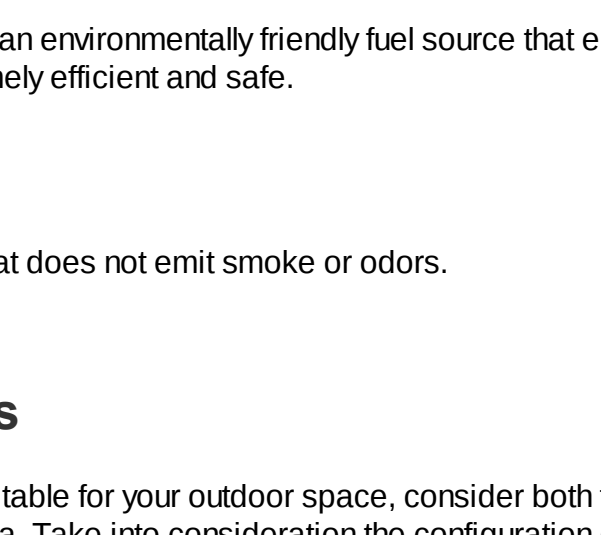 an environmentally friendly fuel source that e
ely efficient and safe.
at does not emit smoke or odors.
s
table for your outdoor space, consider both
a. Take into consideration the configuration